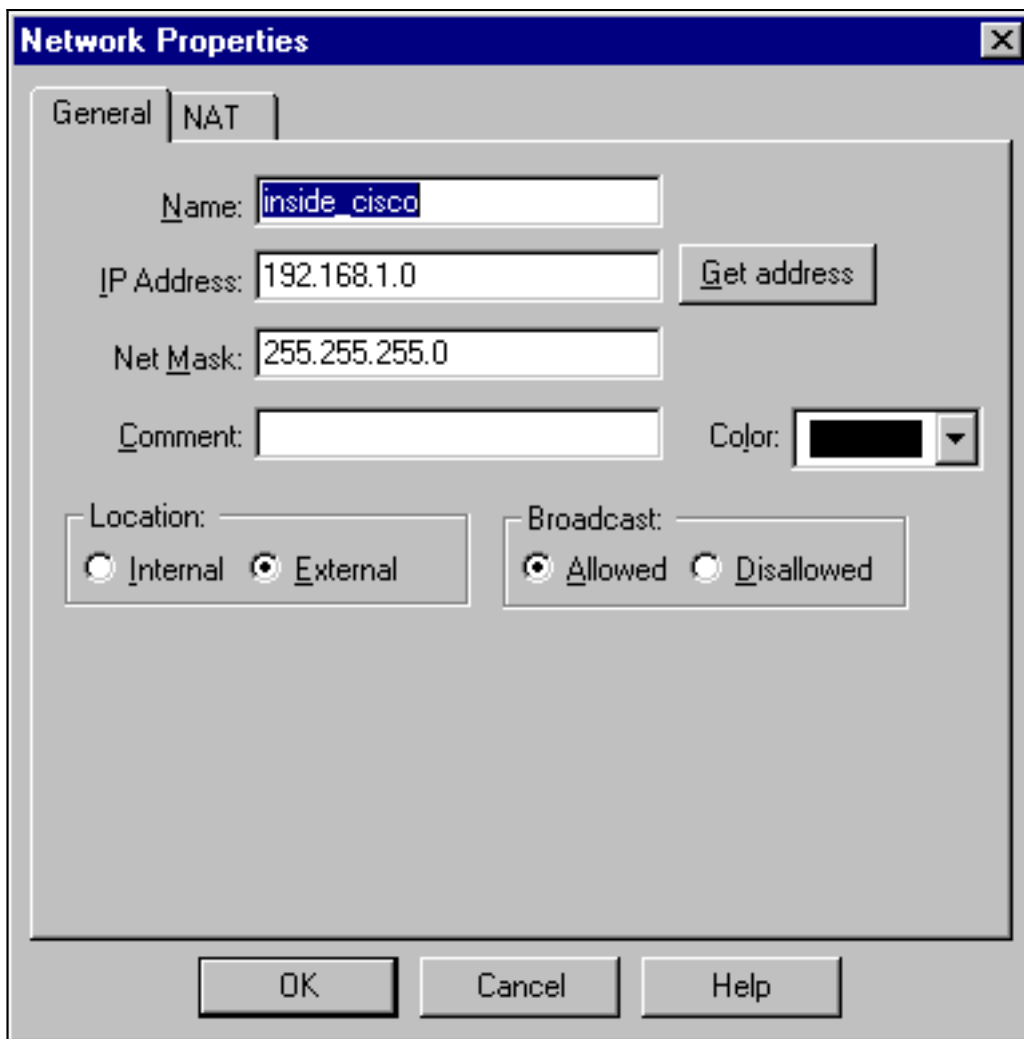 Network Properties
General NAT
Name: inside_cisco
IP Address: 192.168.1.0 Get address
Net Mask: 255.255.255.0
Comment: Color:
Location: Broadcast:
Internal External Allowed Disallowed
OK Cancel Help